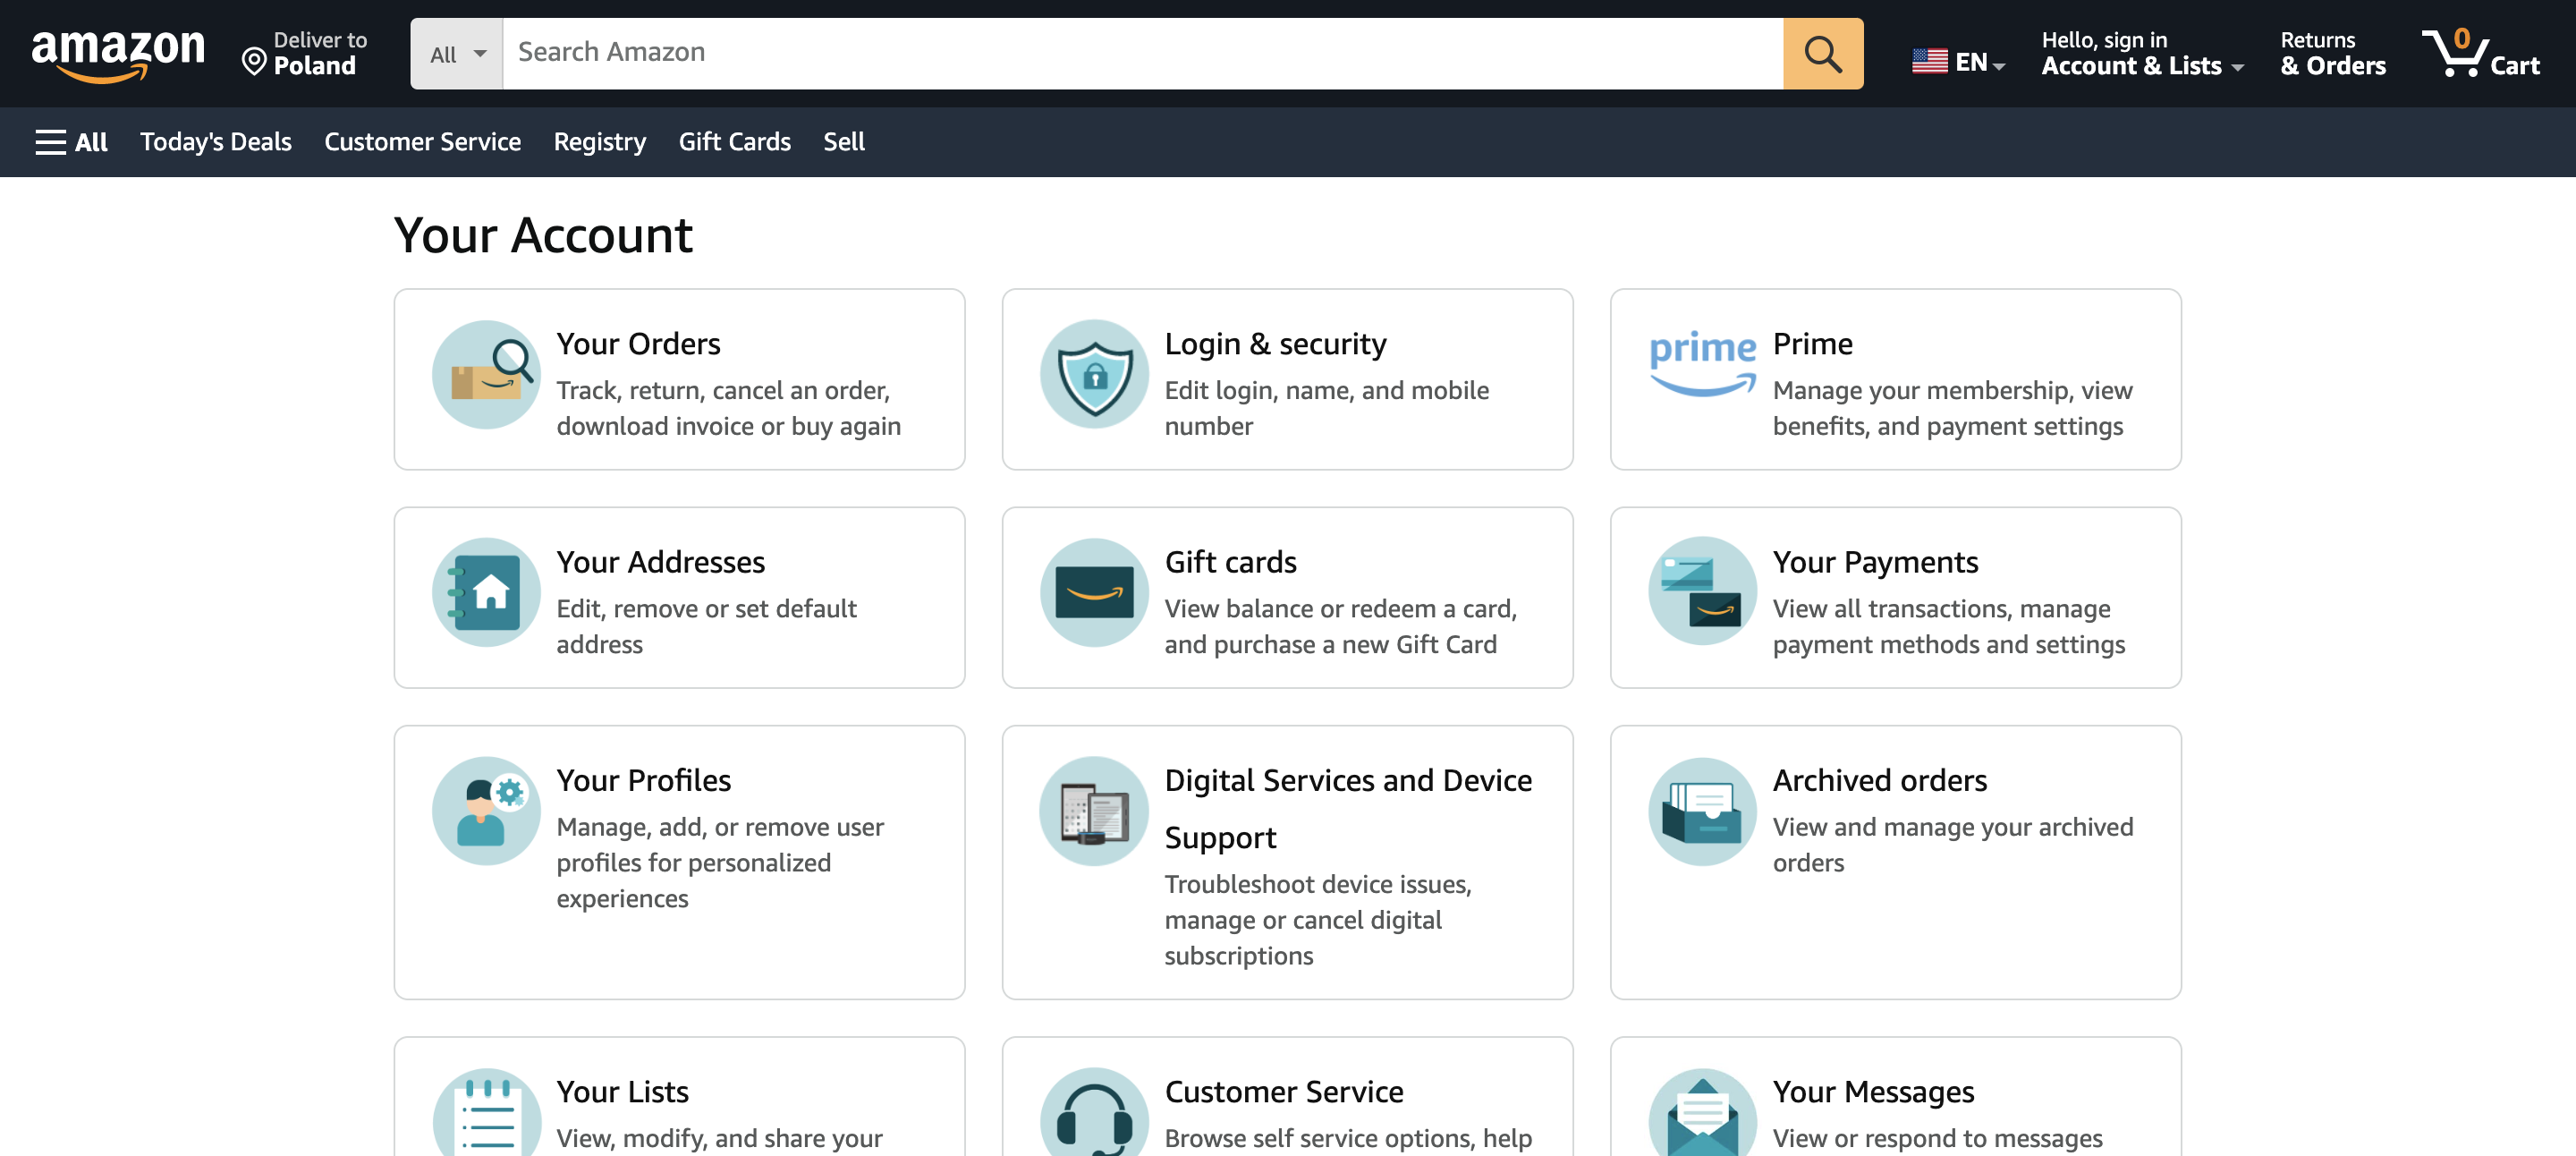 amazon
Deliver to
Poland
All
Search Amazon
EN
Hello, sign in
Account & Lists
Returns
& Orders
0
Cart
All
Today's Deals
Customer Service
Registry
Gift Cards
Sell
Your Account
Your Orders
Track, return, cancel an order,
download invoice or buy again
Login & security
Edit login, name, and mobile
number
prime
Prime
Manage your membership, view
benefits, and payment settings
Your Addresses
Edit, remove or set default
address
Gift cards
View balance or redeem a card,
and purchase a new Gift Card
Your Payments
View all transactions, manage
payment methods and settings
Your Profiles
Manage, add, or remove user
profiles for personalized
experiences
Digital Services and Device
Support
Troubleshoot device issues,
manage or cancel digital
subscriptions
Archived orders
View and manage your archived
orders
Your Lists
View, modify, and share your
Customer Service
Browse self service options, help
Your Messages
View or respond to messages